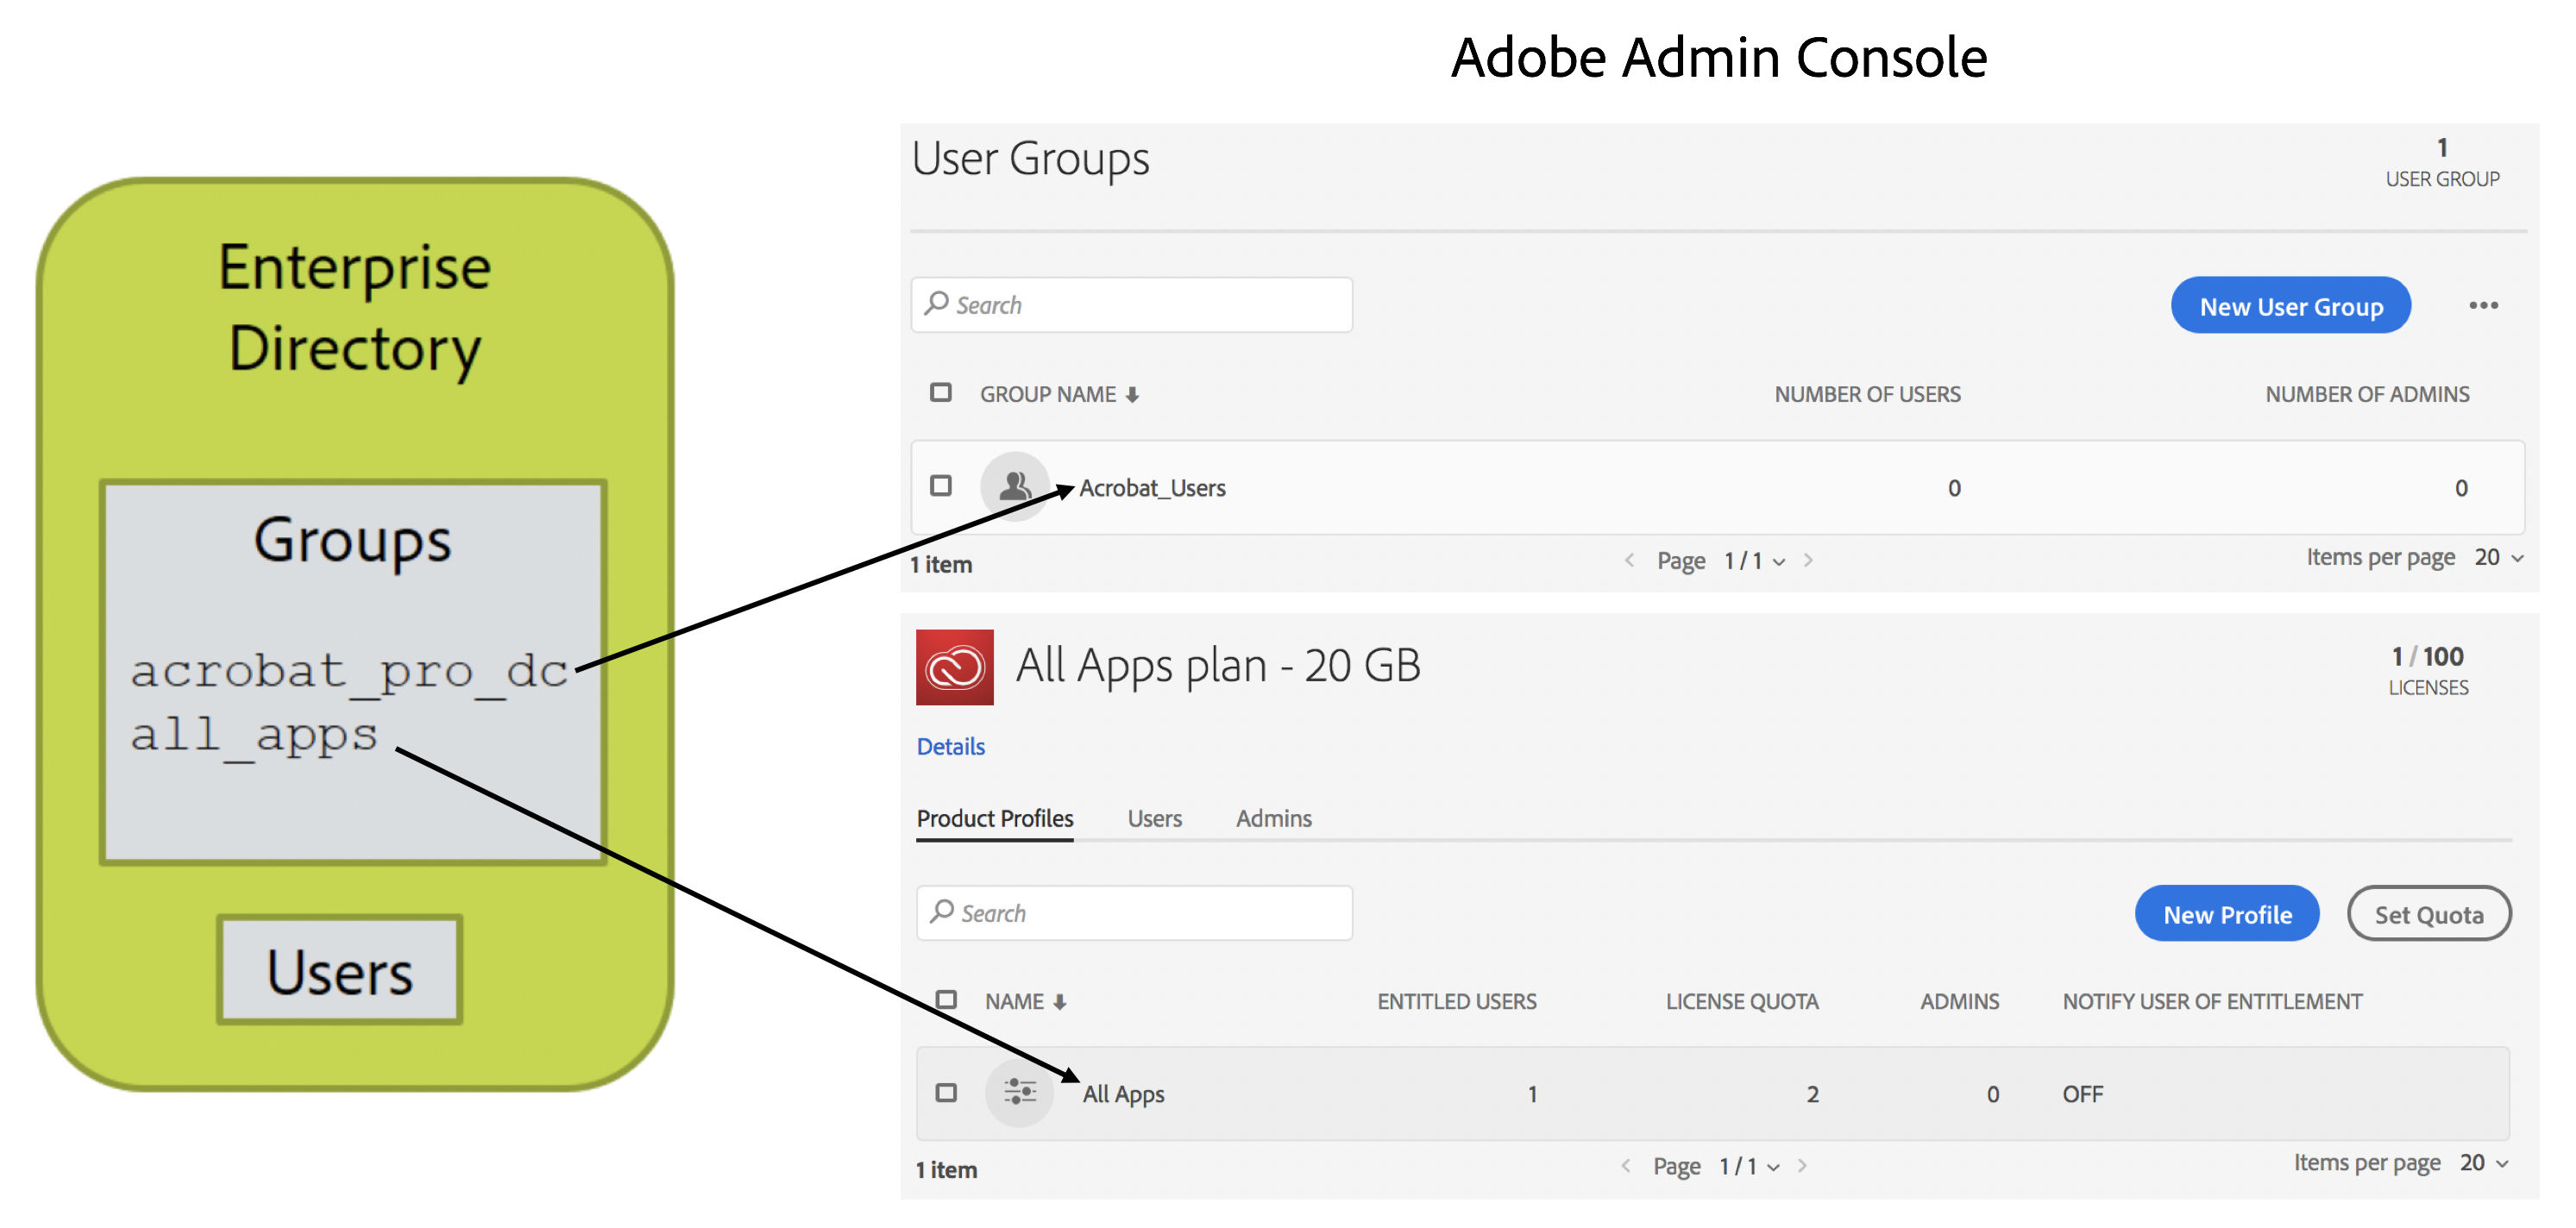 Adobe Admin Console
Enterprise
Directory
Groups
acrobat_pro_dc
all_apps
Users
User Groups
1
USER GROUP
Search
New User Group
GROUP NAME NUMBER OF USERS NUMBER OF ADMINS
Acrobat_Users 0 0
1 item Page 1 / 1 Items per page 20
All Apps plan - 20 GB
1 / 100
LICENSES
Details
Product Profiles Users Admins
Search
New Profile Set Quota
NAME ENTITLED USERS LICENSE QUOTA ADMINS NOTIFY USER OF ENTITLEMENT
All Apps 1 2 0 OFF
1 item Page 1 / 1 Items per page 20